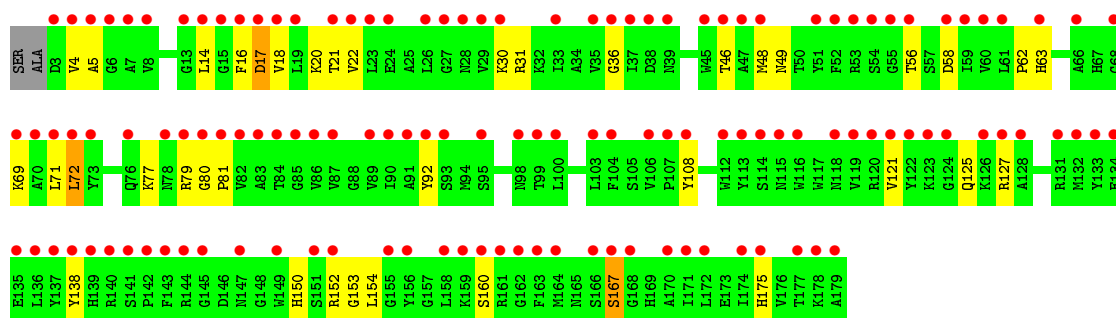 SER ALA D3 V4 A5 G6 A7 V8 G13 L14 G15 F16 D17 V18 L19 K20 T21 V22 L23 E24 A25 L26 G27 N28 V29 K30 R31 K32 I33 A34 V35 G36 I37 D38 N39 W45 T46 A47 M48 N49 T50 Y51 F52 R53 S54 G55 T56 S57 D58 I59 V60 L61 P62 H63 A66 H67
K69 A70 L71 L72 Y73 Q76 K77 N78 R79 G80 P81 V82 A83 T84 G85 V86 V87 G88 V89 I90 A91 Y92 S93 M94 S95 N98 T99 L100 L103 F104 S105 V106 P107 Y108 W112 Y113 S114 N115 W116 W117 N118 V119 R120 V121 Y122 K123 G124 Q125 K126 R127 A128 R131 M132 Y133
E135 L136 Y137 Y138 H139 R140 S141 P142 F143 R144 G145 D146 N147 G148 W149 H150 S151 R152 G153 L154 G155 Y156 G157 L158 K159 S160 R161 G162 F163 M164 N165 S166 S167 G168 H169 A170 I171 L172 E173 I174 H175 V176 T177 K178 A179